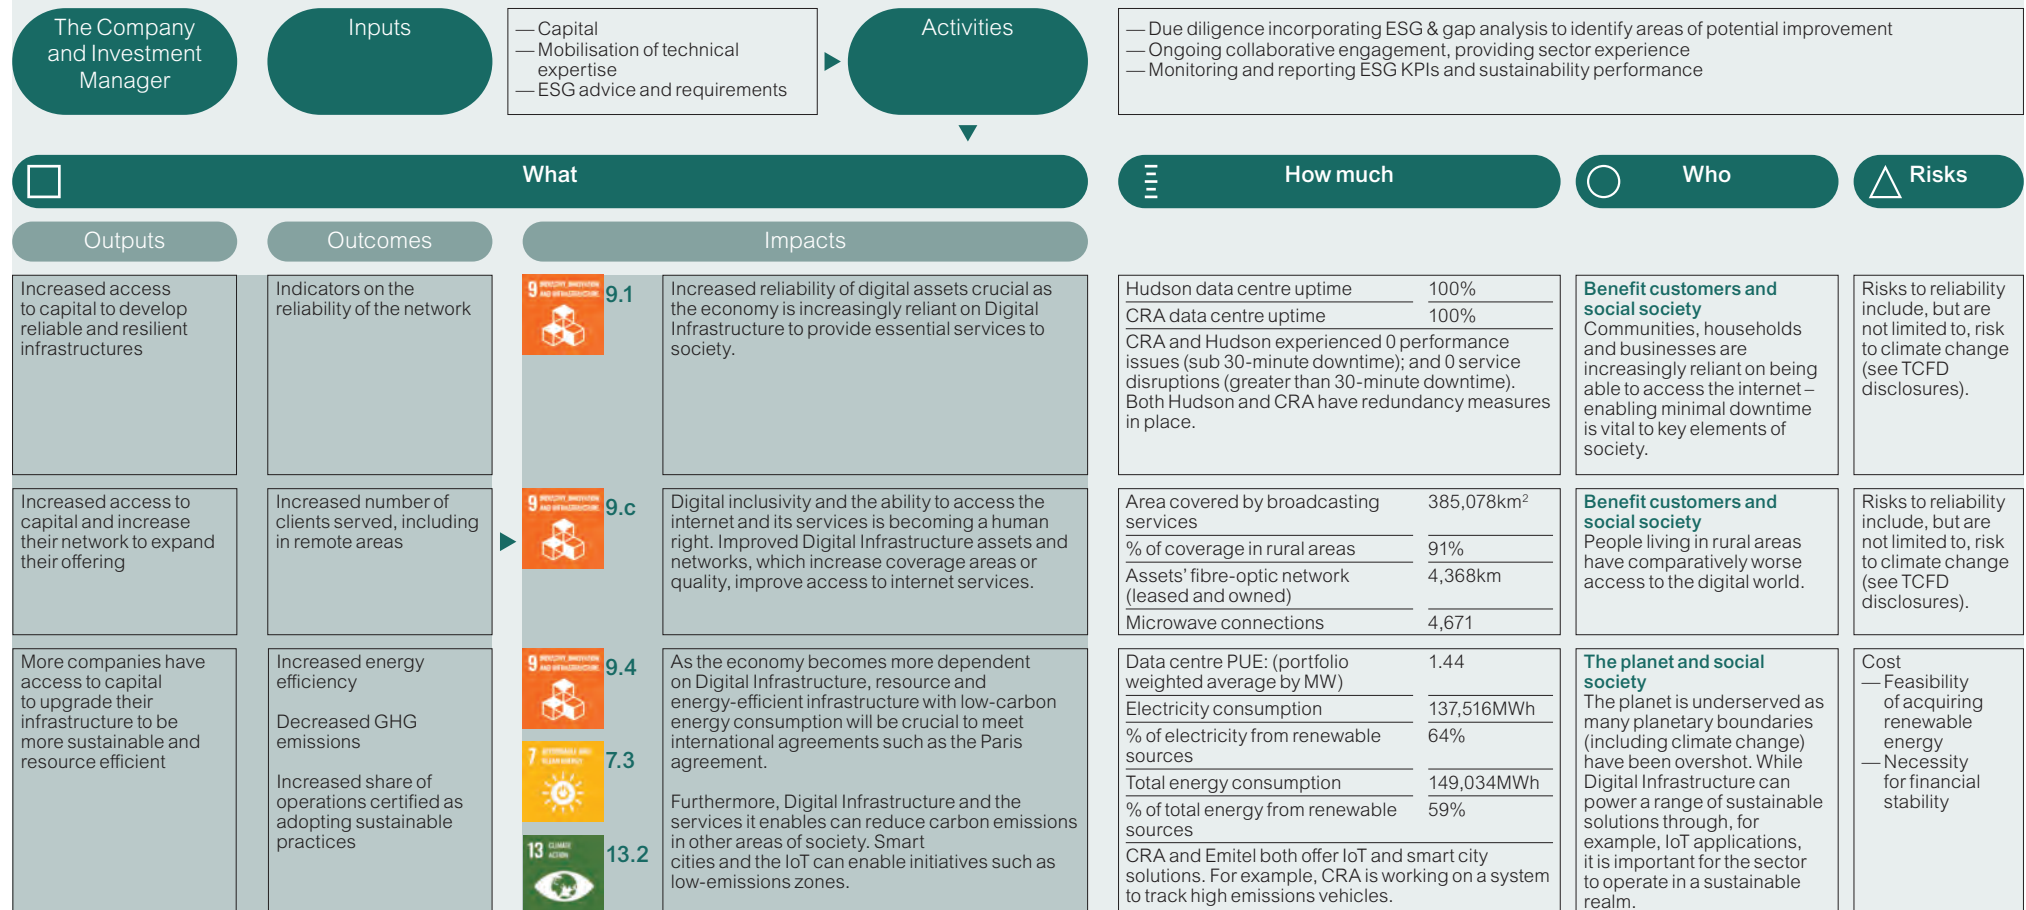 The Company
and Investment
Manager
Inputs
— Capital
— Mobilisation of technical
expertise
— ESG advice and requirements
Activities
— Due diligence incorporating ESG & gap analysis to identify areas of potential improvement
— Ongoing collaborative engagement, providing sector experience
— Monitoring and reporting ESG KPIs and sustainability performance
What
How much
Who
Risks
Outputs
Outcomes
Impacts
Increased access
to capital to develop
reliable and resilient
infrastructures
Indicators on the
reliability of the network
9 INDUSTRY, INNOVATION
AND INFRASTRUCTURE
9.1
Increased reliability of digital assets crucial as
the economy is increasingly reliant on Digital
Infrastructure to provide essential services to
society.
Hudson data centre uptime 100%
CRA data centre uptime 100%
CRA and Hudson experienced 0 performance
issues (sub 30-minute downtime); and 0 service
disruptions (greater than 30-minute downtime).
Both Hudson and CRA have redundancy measures
in place.
Benefit customers and
social society
Communities, households
and businesses are
increasingly reliant on being
able to access the internet –
enabling minimal downtime
is vital to key elements of
society.
Risks to reliability
include, but are
not limited to, risk
to climate change
(see TCFD
disclosures).
Increased access to
capital and increase
their network to expand
their offering
Increased number of
clients served, including
in remote areas
9 INDUSTRY, INNOVATION
AND INFRASTRUCTURE
9.c
Digital inclusivity and the ability to access the
internet and its services is becoming a human
right. Improved Digital Infrastructure assets and
networks, which increase coverage areas or
quality, improve access to internet services.
Area covered by broadcasting 385,078km²
services
% of coverage in rural areas 91%
Assets' fibre-optic network 4,368km
(leased and owned)
Microwave connections 4,671
Benefit customers and
social society
People living in rural areas
have comparatively worse
access to the digital world.
Risks to reliability
include, but are
not limited to, risk
to climate change
(see TCFD
disclosures).
More companies have
access to capital
to upgrade their
infrastructure to be
more sustainable and
resource efficient
Increased energy
efficiency
Decreased GHG
emissions
Increased share of
operations certified as
adopting sustainable
practices
9 INDUSTRY, INNOVATION
AND INFRASTRUCTURE
9.4
7 AFFORDABLE AND
CLEAN ENERGY
7.3
13 CLIMATE
ACTION
13.2
As the economy becomes more dependent
on Digital Infrastructure, resource and
energy-efficient infrastructure with low-carbon
energy consumption will be crucial to meet
international agreements such as the Paris
agreement.
Furthermore, Digital Infrastructure and the
services it enables can reduce carbon emissions
in other areas of society. Smart
cities and the IoT can enable initiatives such as
low-emissions zones.
Data centre PUE: (portfolio 1.44
weighted average by MW)
Electricity consumption 137,516MWh
% of electricity from renewable 64%
sources
Total energy consumption 149,034MWh
% of total energy from renewable 59%
sources
CRA and Emitel both offer IoT and smart city
solutions. For example, CRA is working on a system
to track high emissions vehicles.
The planet and social
society
The planet is underserved as
many planetary boundaries
(including climate change)
have been overshot. While
Digital Infrastructure can
power a range of sustainable
solutions through, for
example, IoT applications,
it is important for the sector
to operate in a sustainable
realm.
Cost
— Feasibility
of acquiring
renewable
energy
— Necessity
for financial
stability